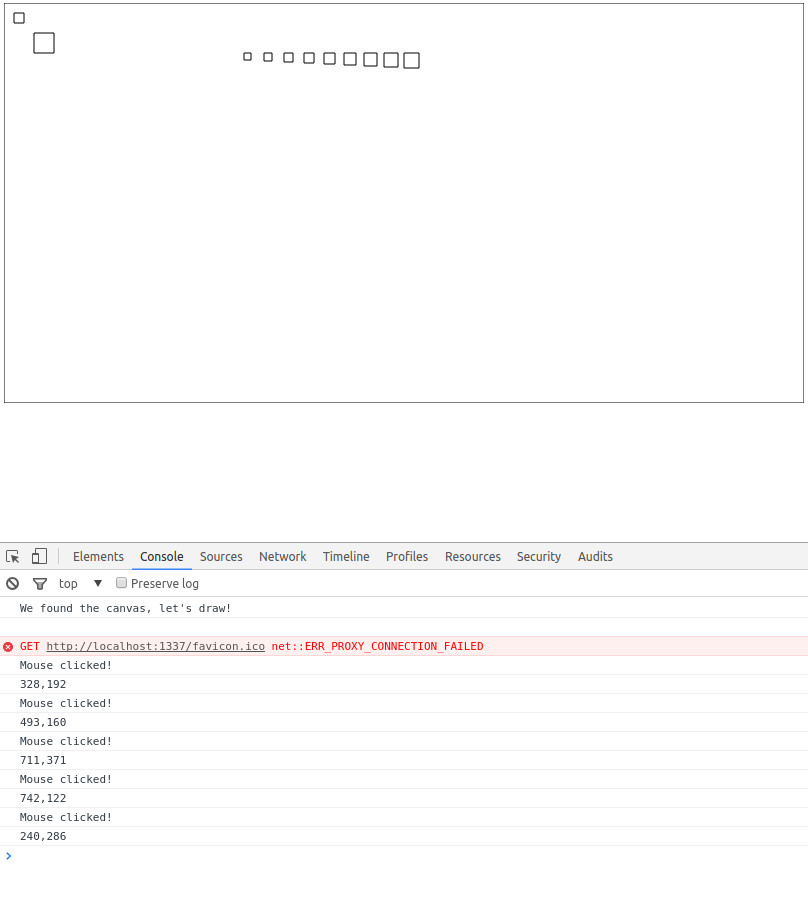 Elements Console Sources Network Timeline Profiles Resources Security Audits
top Preserve log
We found the canvas, let's draw!
GET http://localhost:1337/favicon.ico net::ERR_PROXY_CONNECTION_FAILED
Mouse clicked!
328,192
Mouse clicked!
493,160
Mouse clicked!
711,371
Mouse clicked!
742,122
Mouse clicked!
240,286